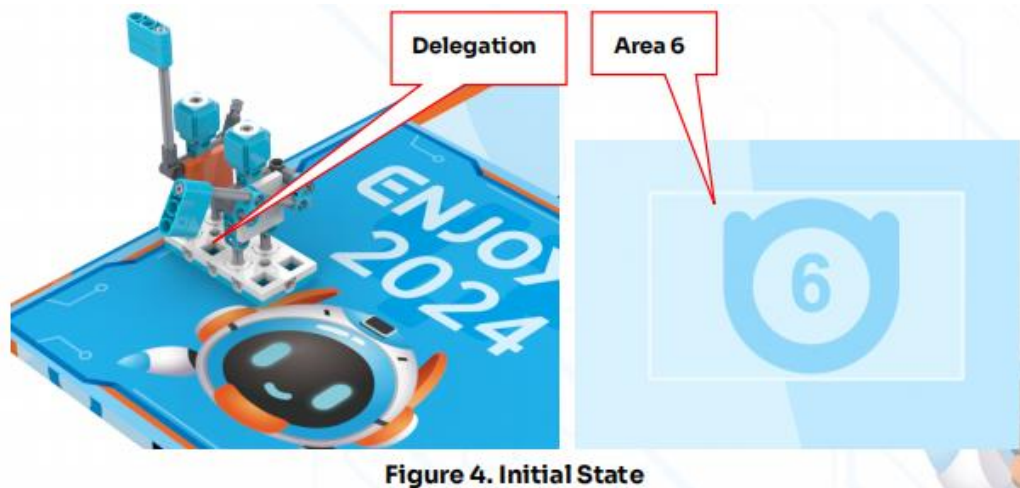 Delegation
Area 6
ENJOY
2024
6
Figure 4. Initial State